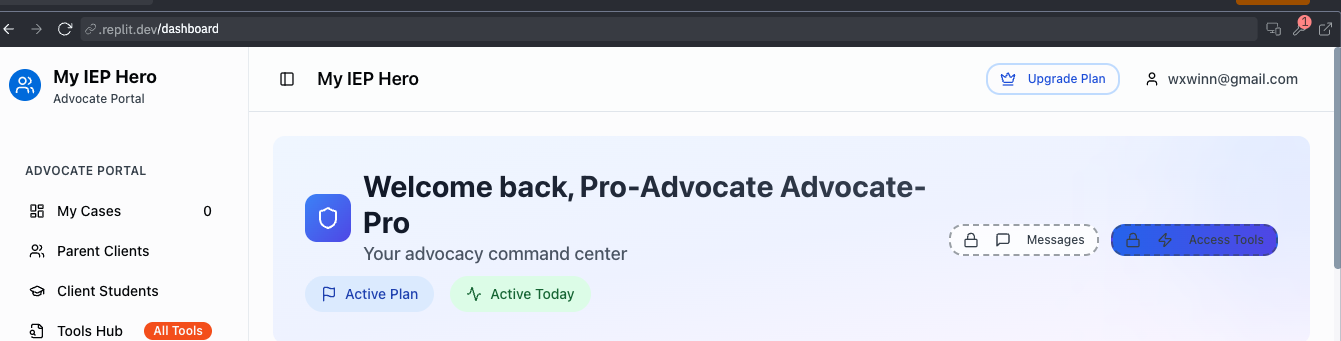 .replit.dev/dashboard
1
My IEP Hero
Advocate Portal
My IEP Hero
Upgrade Plan
wxwinn@gmail.com
ADVOCATE PORTAL
My Cases 0
Parent Clients
Client Students
Tools Hub All Tools
Welcome back, Pro-Advocate Advocate-
Pro
Your advocacy command center
Active Plan
Active Today
Messages
Access Tools